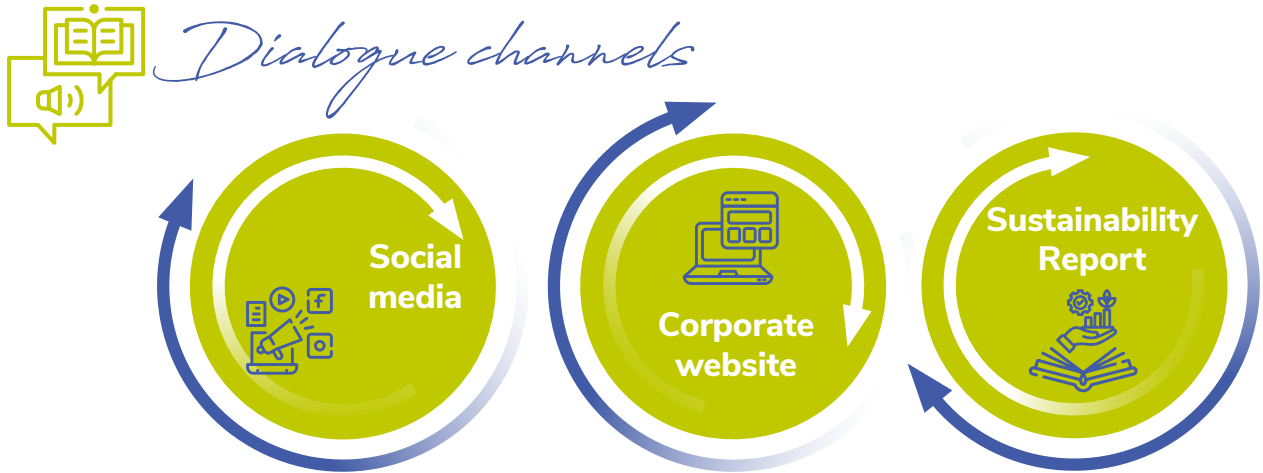 Dialogue channels
Social
media
Corporate
website
Sustainability
Report